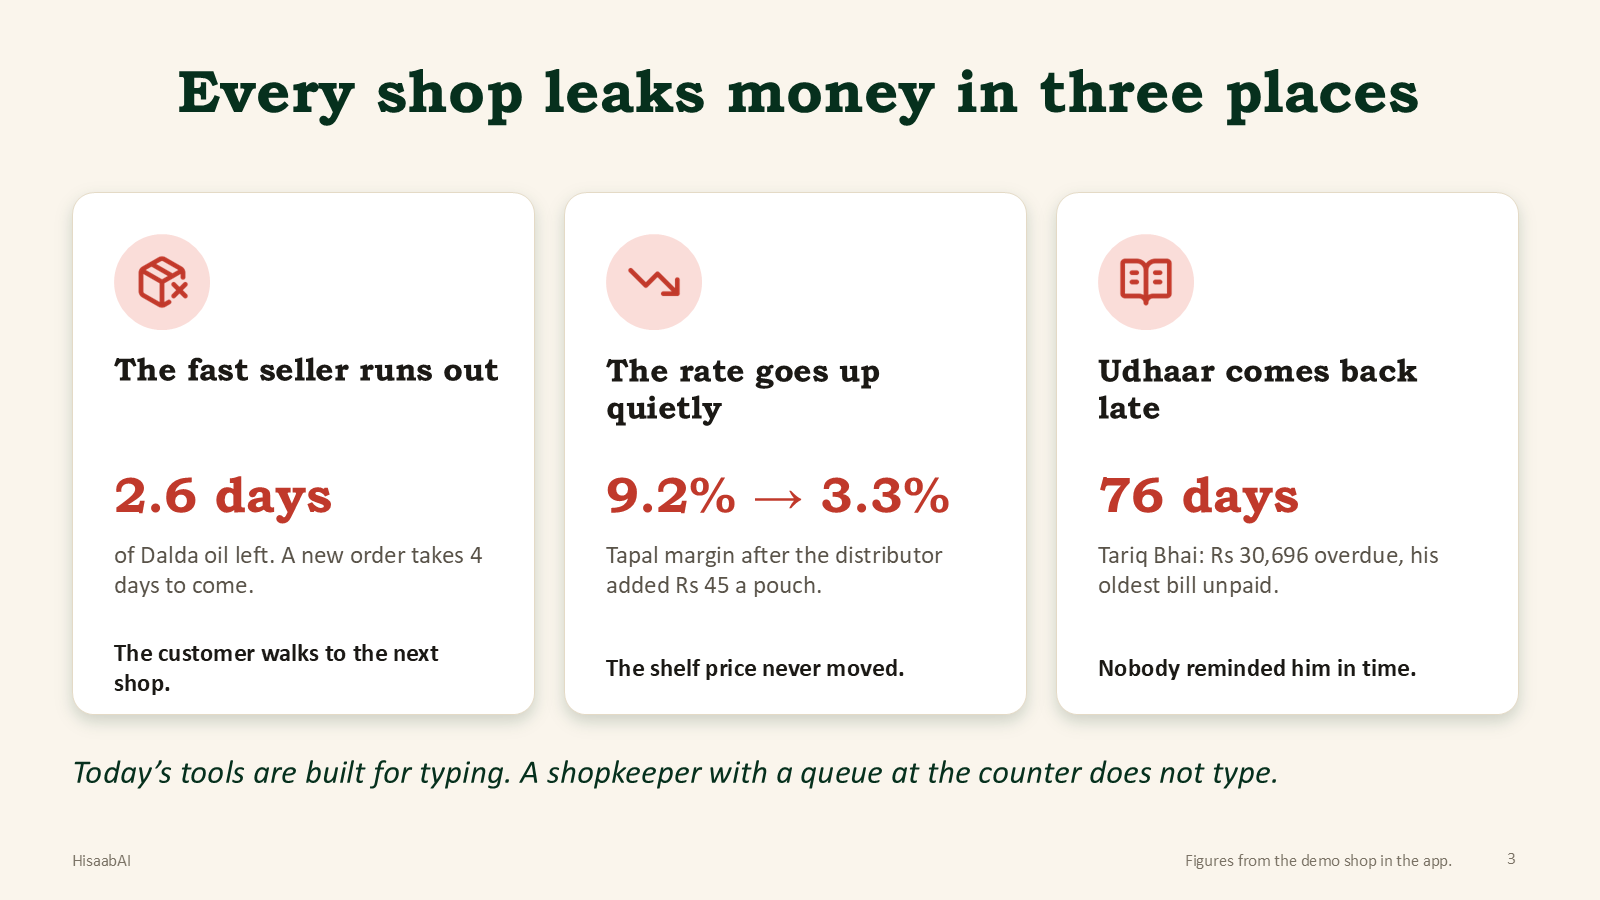 Every shop leaks money in three places
The fast seller runs out
2.6 days
of Dalda oil left. A new order takes 4
days to come.
The customer walks to the next
shop.
The rate goes up
quietly
9.2% → 3.3%
Tapal margin after the distributor
added Rs 45 a pouch.
The shelf price never moved.
Udhaar comes back
late
76 days
Tariq Bhai: Rs 30,696 overdue, his
oldest bill unpaid.
Nobody reminded him in time.
Today’s tools are built for typing. A shopkeeper with a queue at the counter does not type.
HisaabAI
Figures from the demo shop in the app.
3